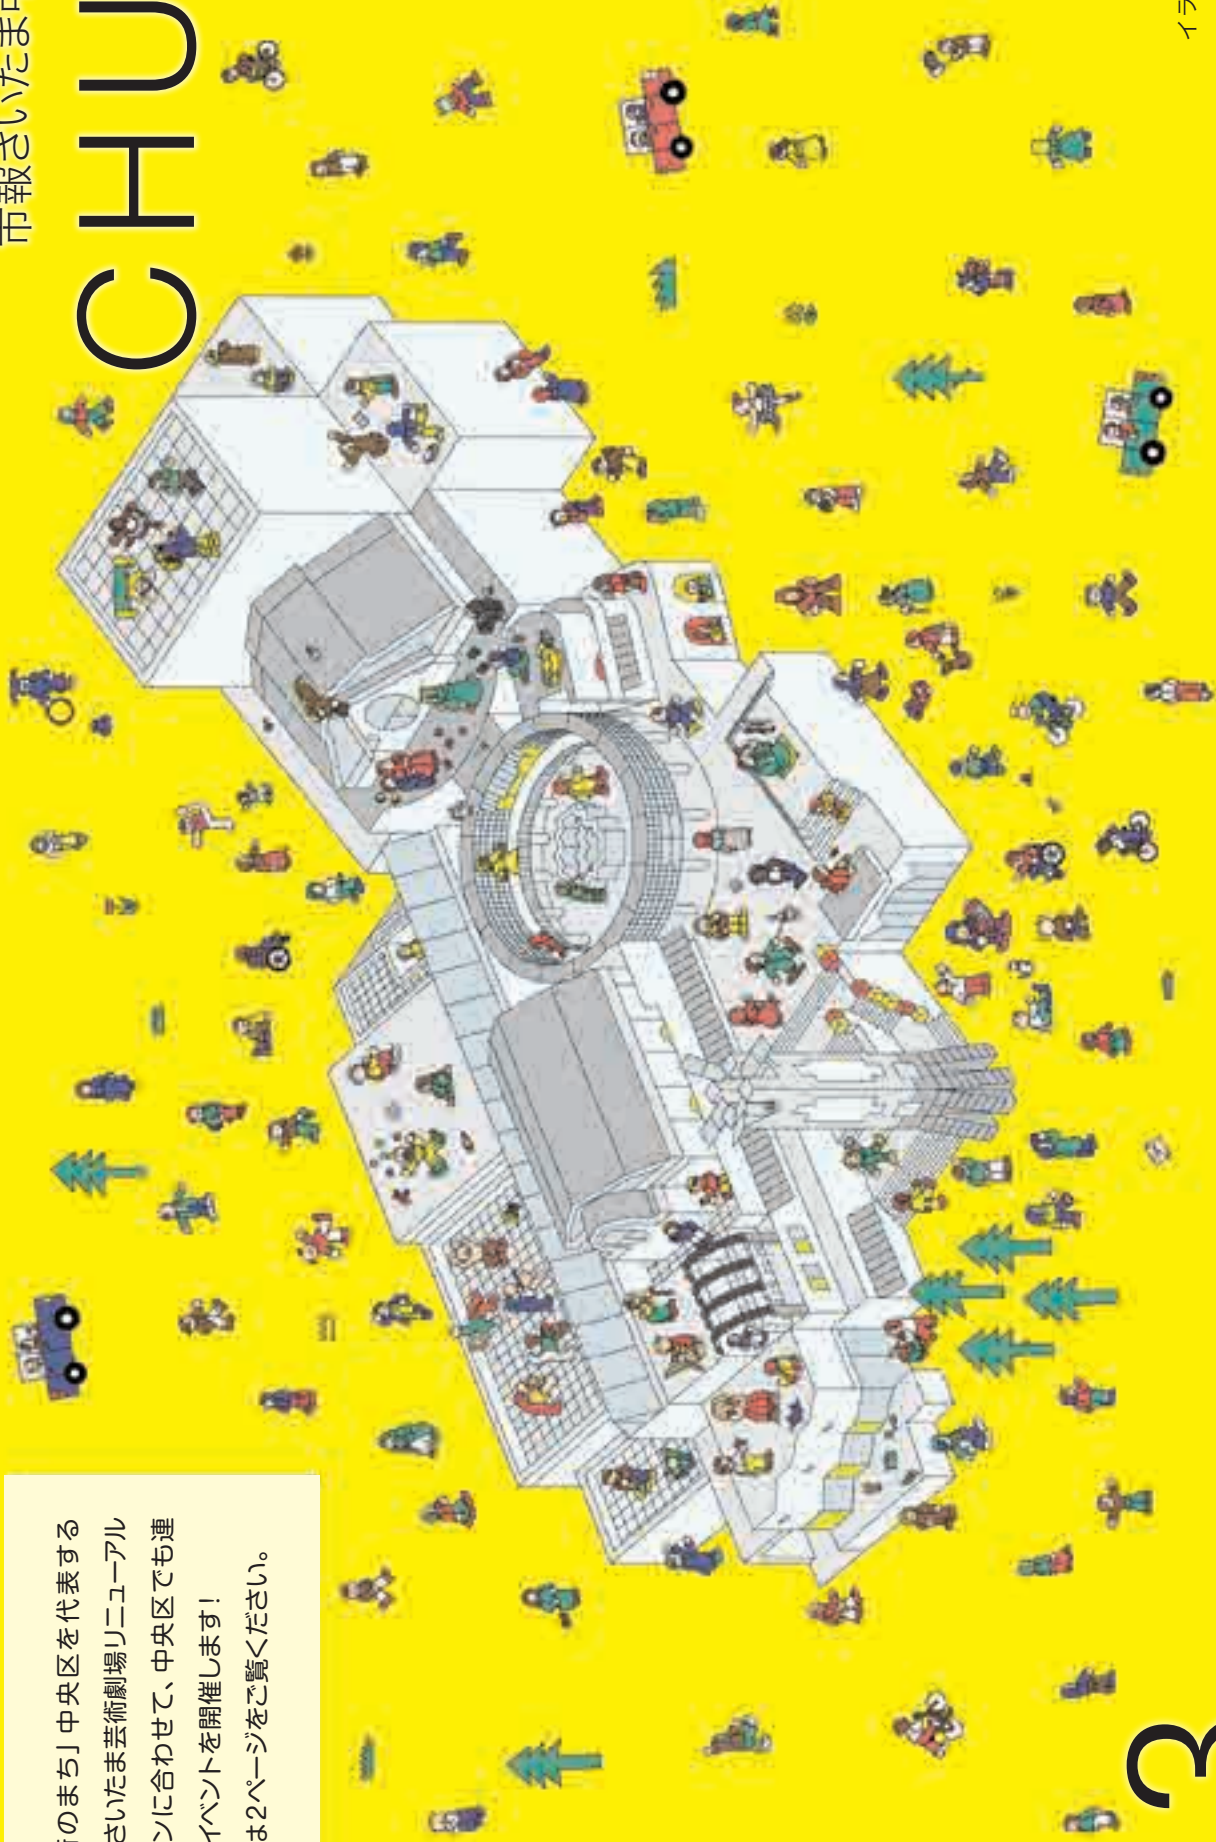 市報さいたま
CHU
のまち」中央区を代表する
さいたま芸術劇場リニューアル
ンに合わせて、中央区でも連
イベントを開催します！
は2ページをご覧ください。
3
イラ